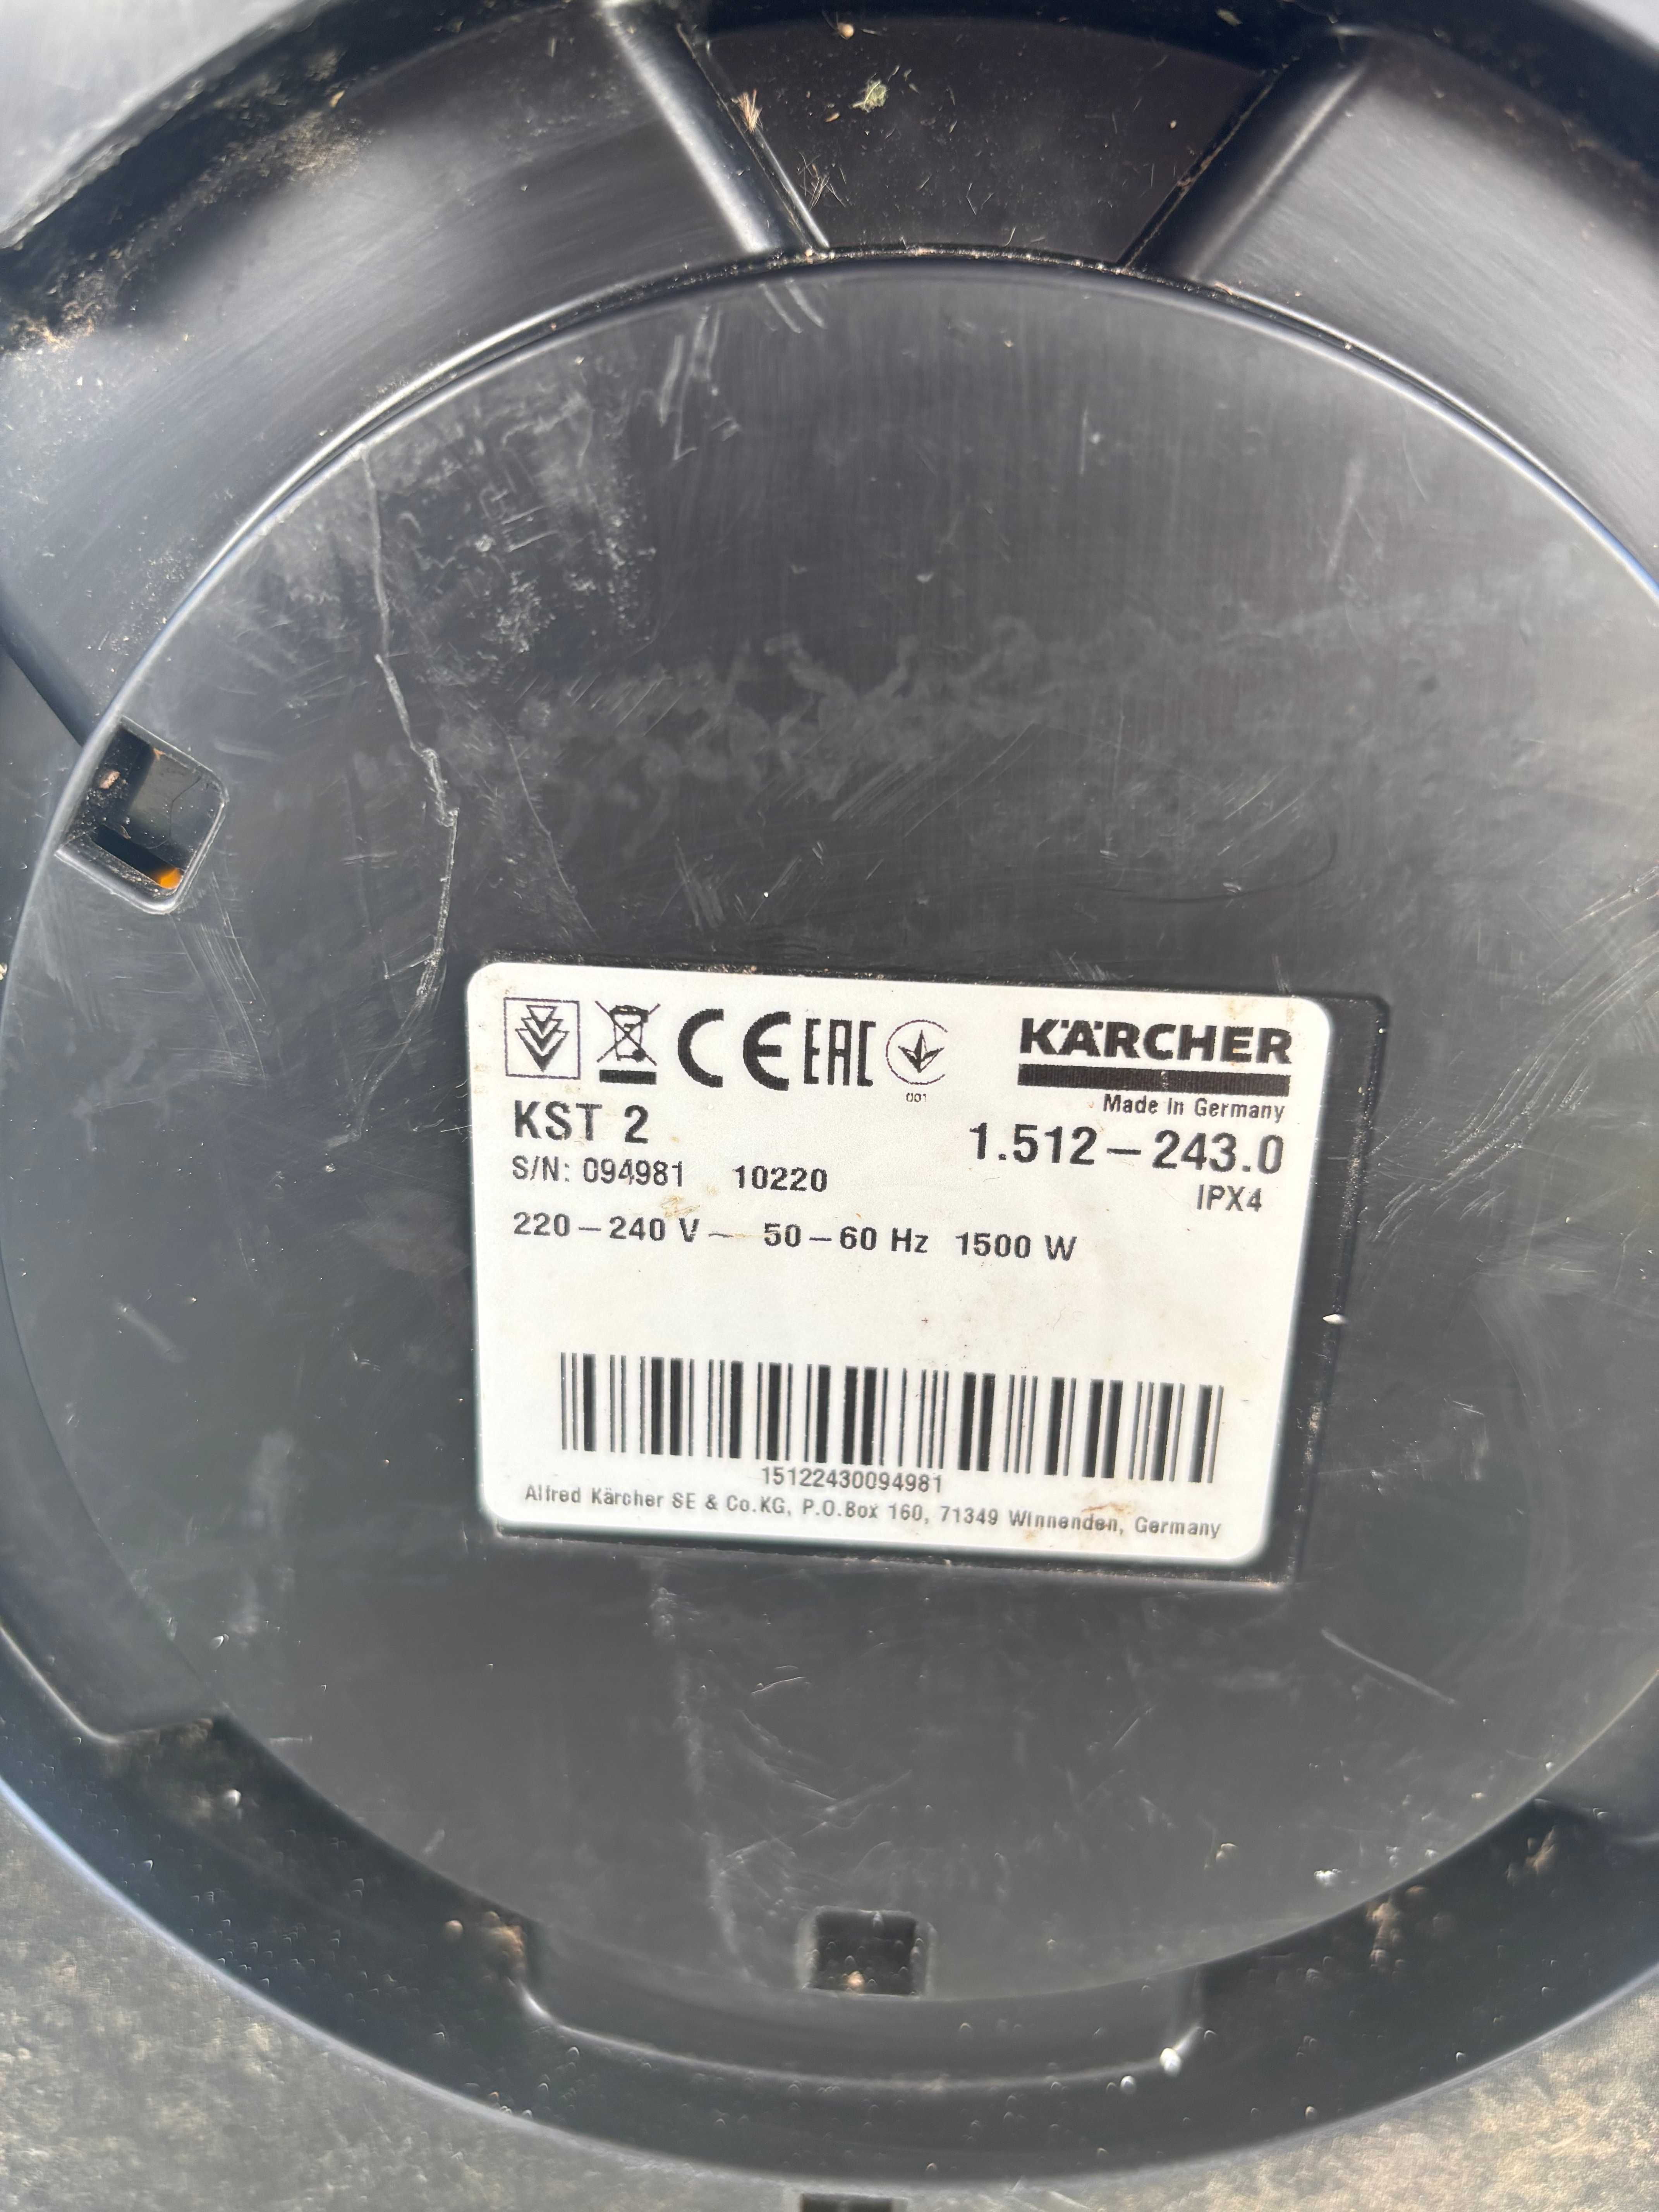 CE EAC
001
KÄRCHER
Made in Germany
KST 2
1.512-243.0
S/N: 094981 10220
IPX4
220-240 V~ 50-60 Hz 1500 W
15122430094981
Alfred Kärcher SE & Co.KG, P.O.Box 160, 71349 Winnenden, Germany